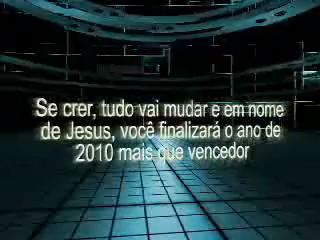 Se crer, tudo vai mudar e em nome
de Jesus, você finalizará o ano de
2010 mais que vencedor